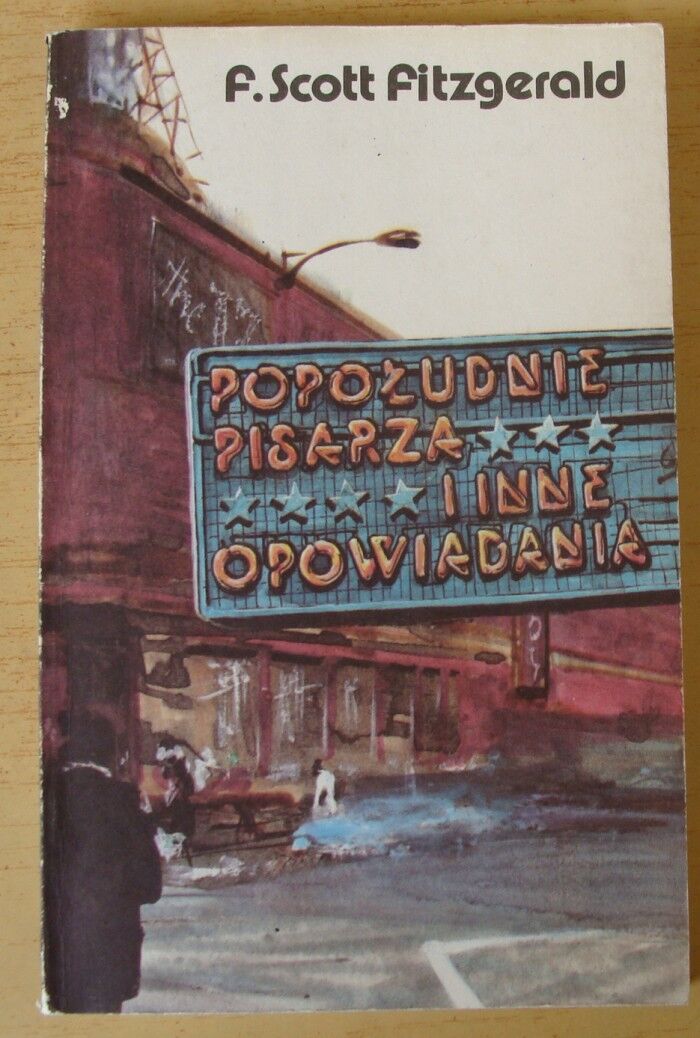 F. Scott Fitzgerald
POPOŁUDNIE
PISARZA
I INNE
OPOWIADANIA